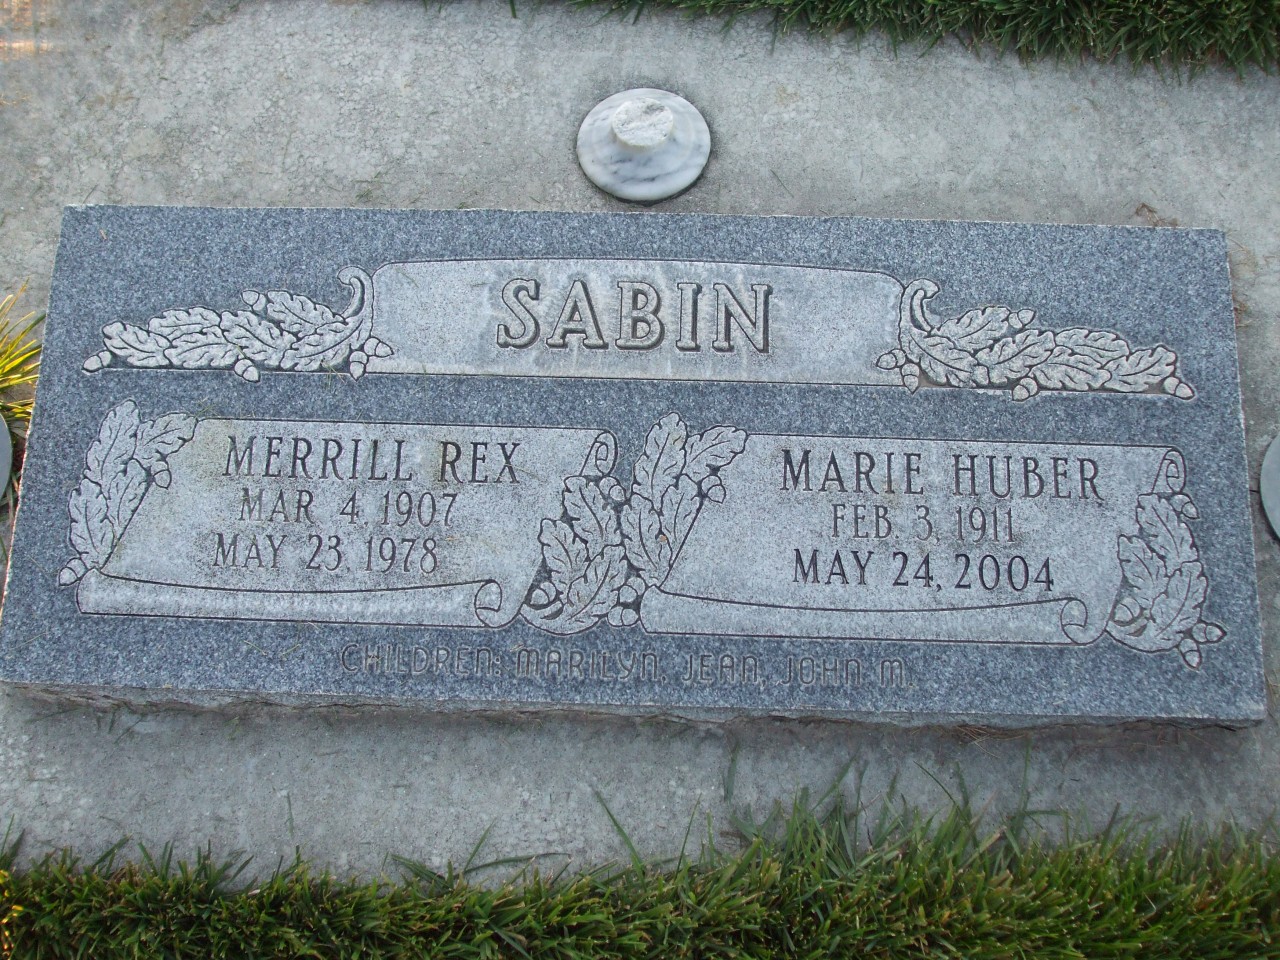 SABIN
MERRILL REX
MAR 4, 1907
MAY 23, 1978
MARIE HUBER
FEB. 3, 1911
MAY 24, 2004
CHILDREN: MARILYN, JEAN, JOHN M.